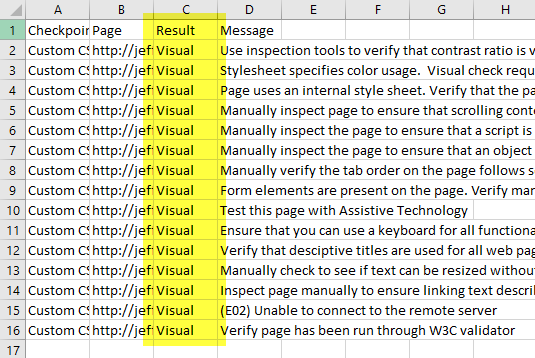 A B C D E F G H
1 Checkpoin Page Result Message
2 Custom CS http://jef Visual Use inspection tools to verify that contrast ratio is v
3 Custom CS http://jef Visual Stylesheet specifies color usage.  Visual check requ
4 Custom CS http://jef Visual Page uses an internal style sheet. Verify that the pa
5 Custom CS http://jef Visual Manually inspect page to ensure that scrolling conte
6 Custom CS http://jef Visual Manually inspect the page to ensure that a script is
7 Custom CS http://jef Visual Manually inspect the page to ensure that an object
8 Custom CS http://jef Visual Manually verify the tab order on the page follows s
9 Custom CS http://jef Visual Form elements are present on the page. Verify man
10 Custom CS http://jef Visual Test this page with Assistive Technology
11 Custom CS http://jef Visual Ensure that you can use a keyboard for all functiona
12 Custom CS http://jef Visual Verify that desciptive titles are used for all web pag
13 Custom CS http://jef Visual Manually check to see if text can be resized withou
14 Custom CS http://jef Visual Inspect page manually to ensure linking text descri
15 Custom CS http://jef Visual (E02) Unable to connect to the remote server
16 Custom CS http://jef Visual Verify page has been run through W3C validator
17